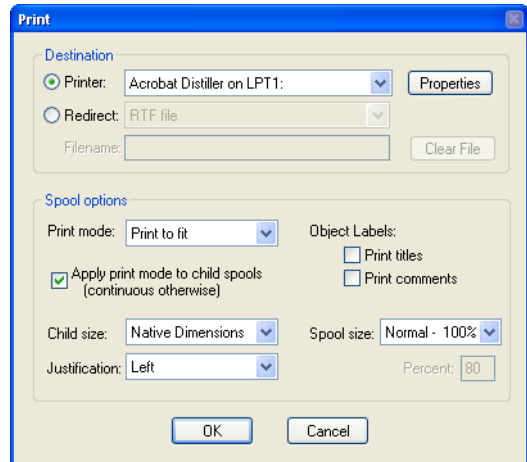 Print
Destination
Printer: Acrobat Distiller on LPT1: Properties
Redirect: RTF file
Filename: Clear File
Spool options
Print mode: Print to fit Object Labels:
Print titles
Apply print mode to child spools Print comments
(continuous otherwise)
Child size: Native Dimensions Spool size: Normal - 100%
Justification: Left Percent: 80
OK Cancel